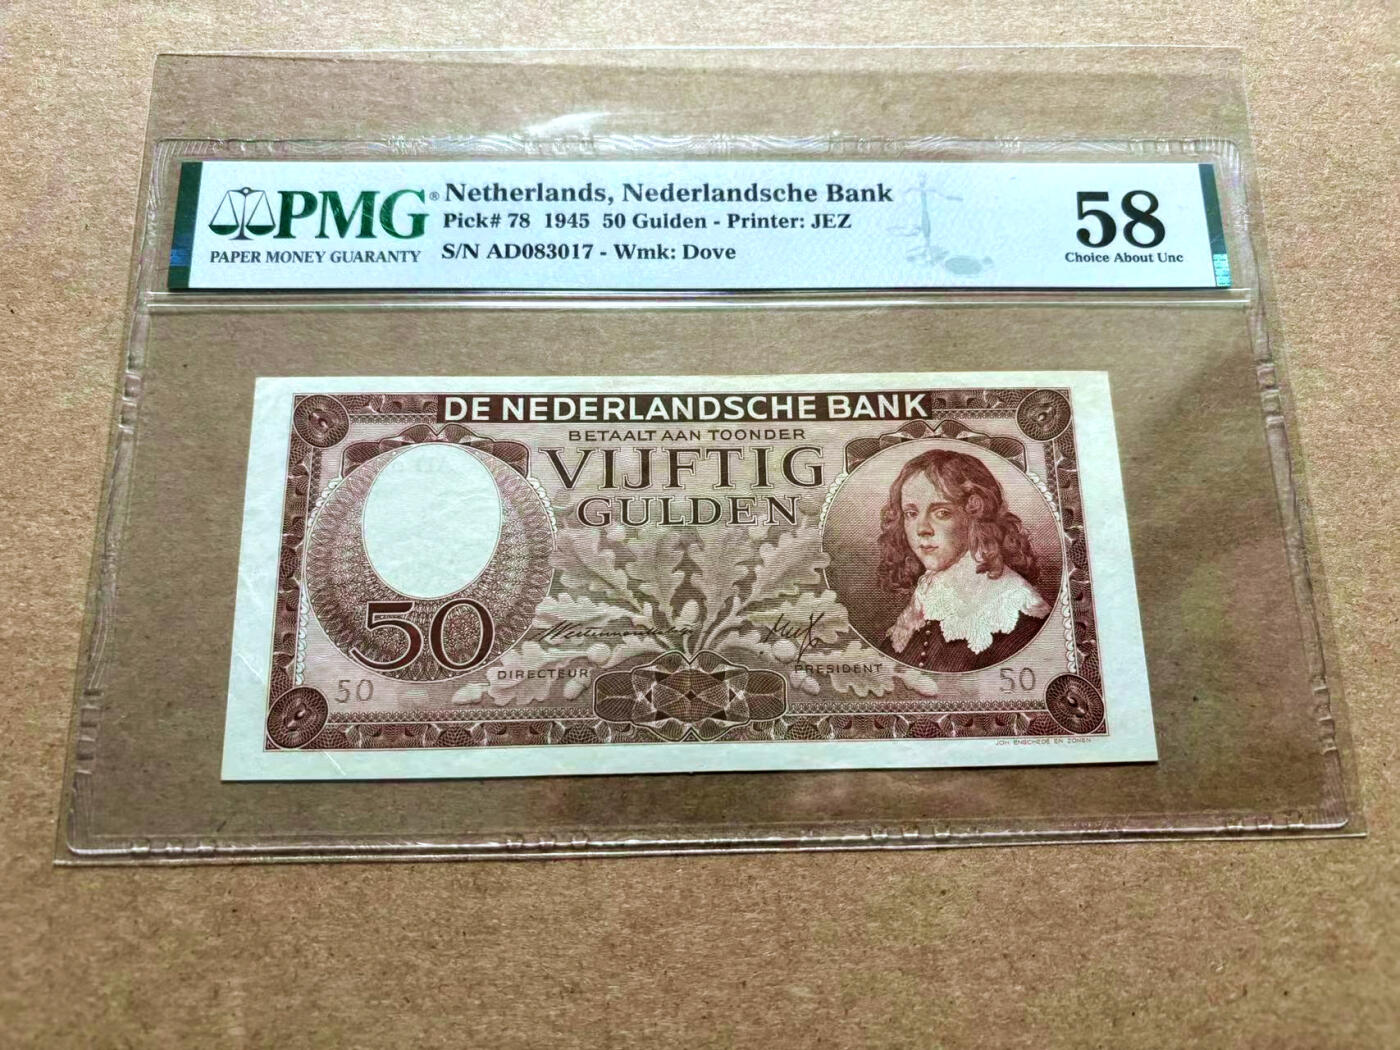 PMG®
PAPER MONEY GUARANTY
Netherlands, Nederlandsche Bank
Pick# 78 1945 50 Gulden - Printer: JEZ
S/N AD083017 - Wmk: Dove
58
Choice About Unc
DE NEDERLANDSCHE BANK
BETAALT AAN TOONDER
VIJFTIG
GULDEN
50
DIRECTEUR
PRESIDENT
50
50
JOH. ENSCHEDÉ EN ZONEN